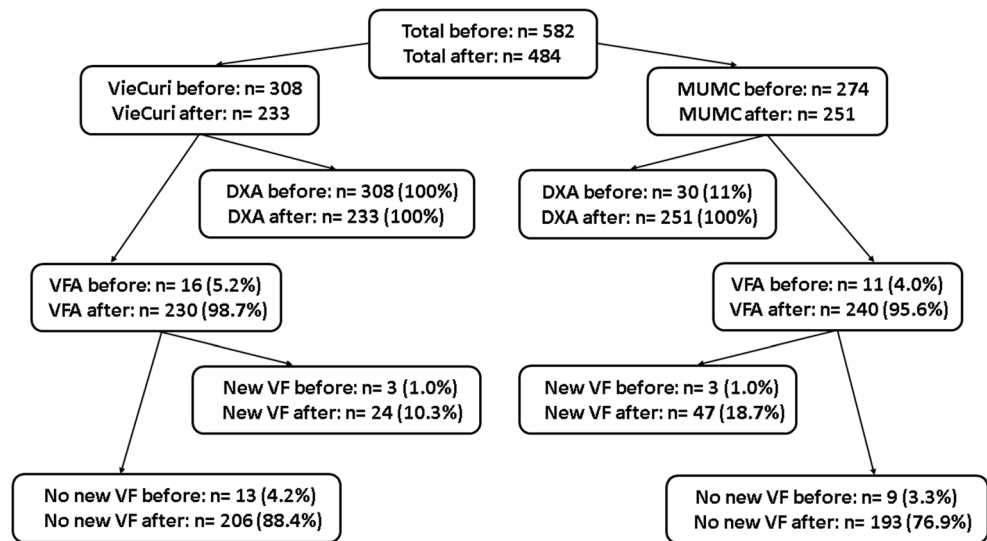 Total before: n= 582
Total after: n= 484
VieCuri before: n= 308
VieCuri after: n= 233
MUMC before: n= 274
MUMC after: n= 251
DXA before: n= 308 (100%)
DXA after: n= 233 (100%)
DXA before: n= 30 (11%)
DXA after: n= 251 (100%)
VFA before: n= 16 (5.2%)
VFA after: n= 230 (98.7%)
VFA before: n= 11 (4.0%)
VFA after: n= 240 (95.6%)
New VF before: n= 3 (1.0%)
New VF after: n= 24 (10.3%)
New VF before: n= 3 (1.0%)
New VF after: n= 47 (18.7%)
No new VF before: n= 13 (4.2%)
No new VF after: n= 206 (88.4%)
No new VF before: n= 9 (3.3%)
No new VF after: n= 193 (76.9%)